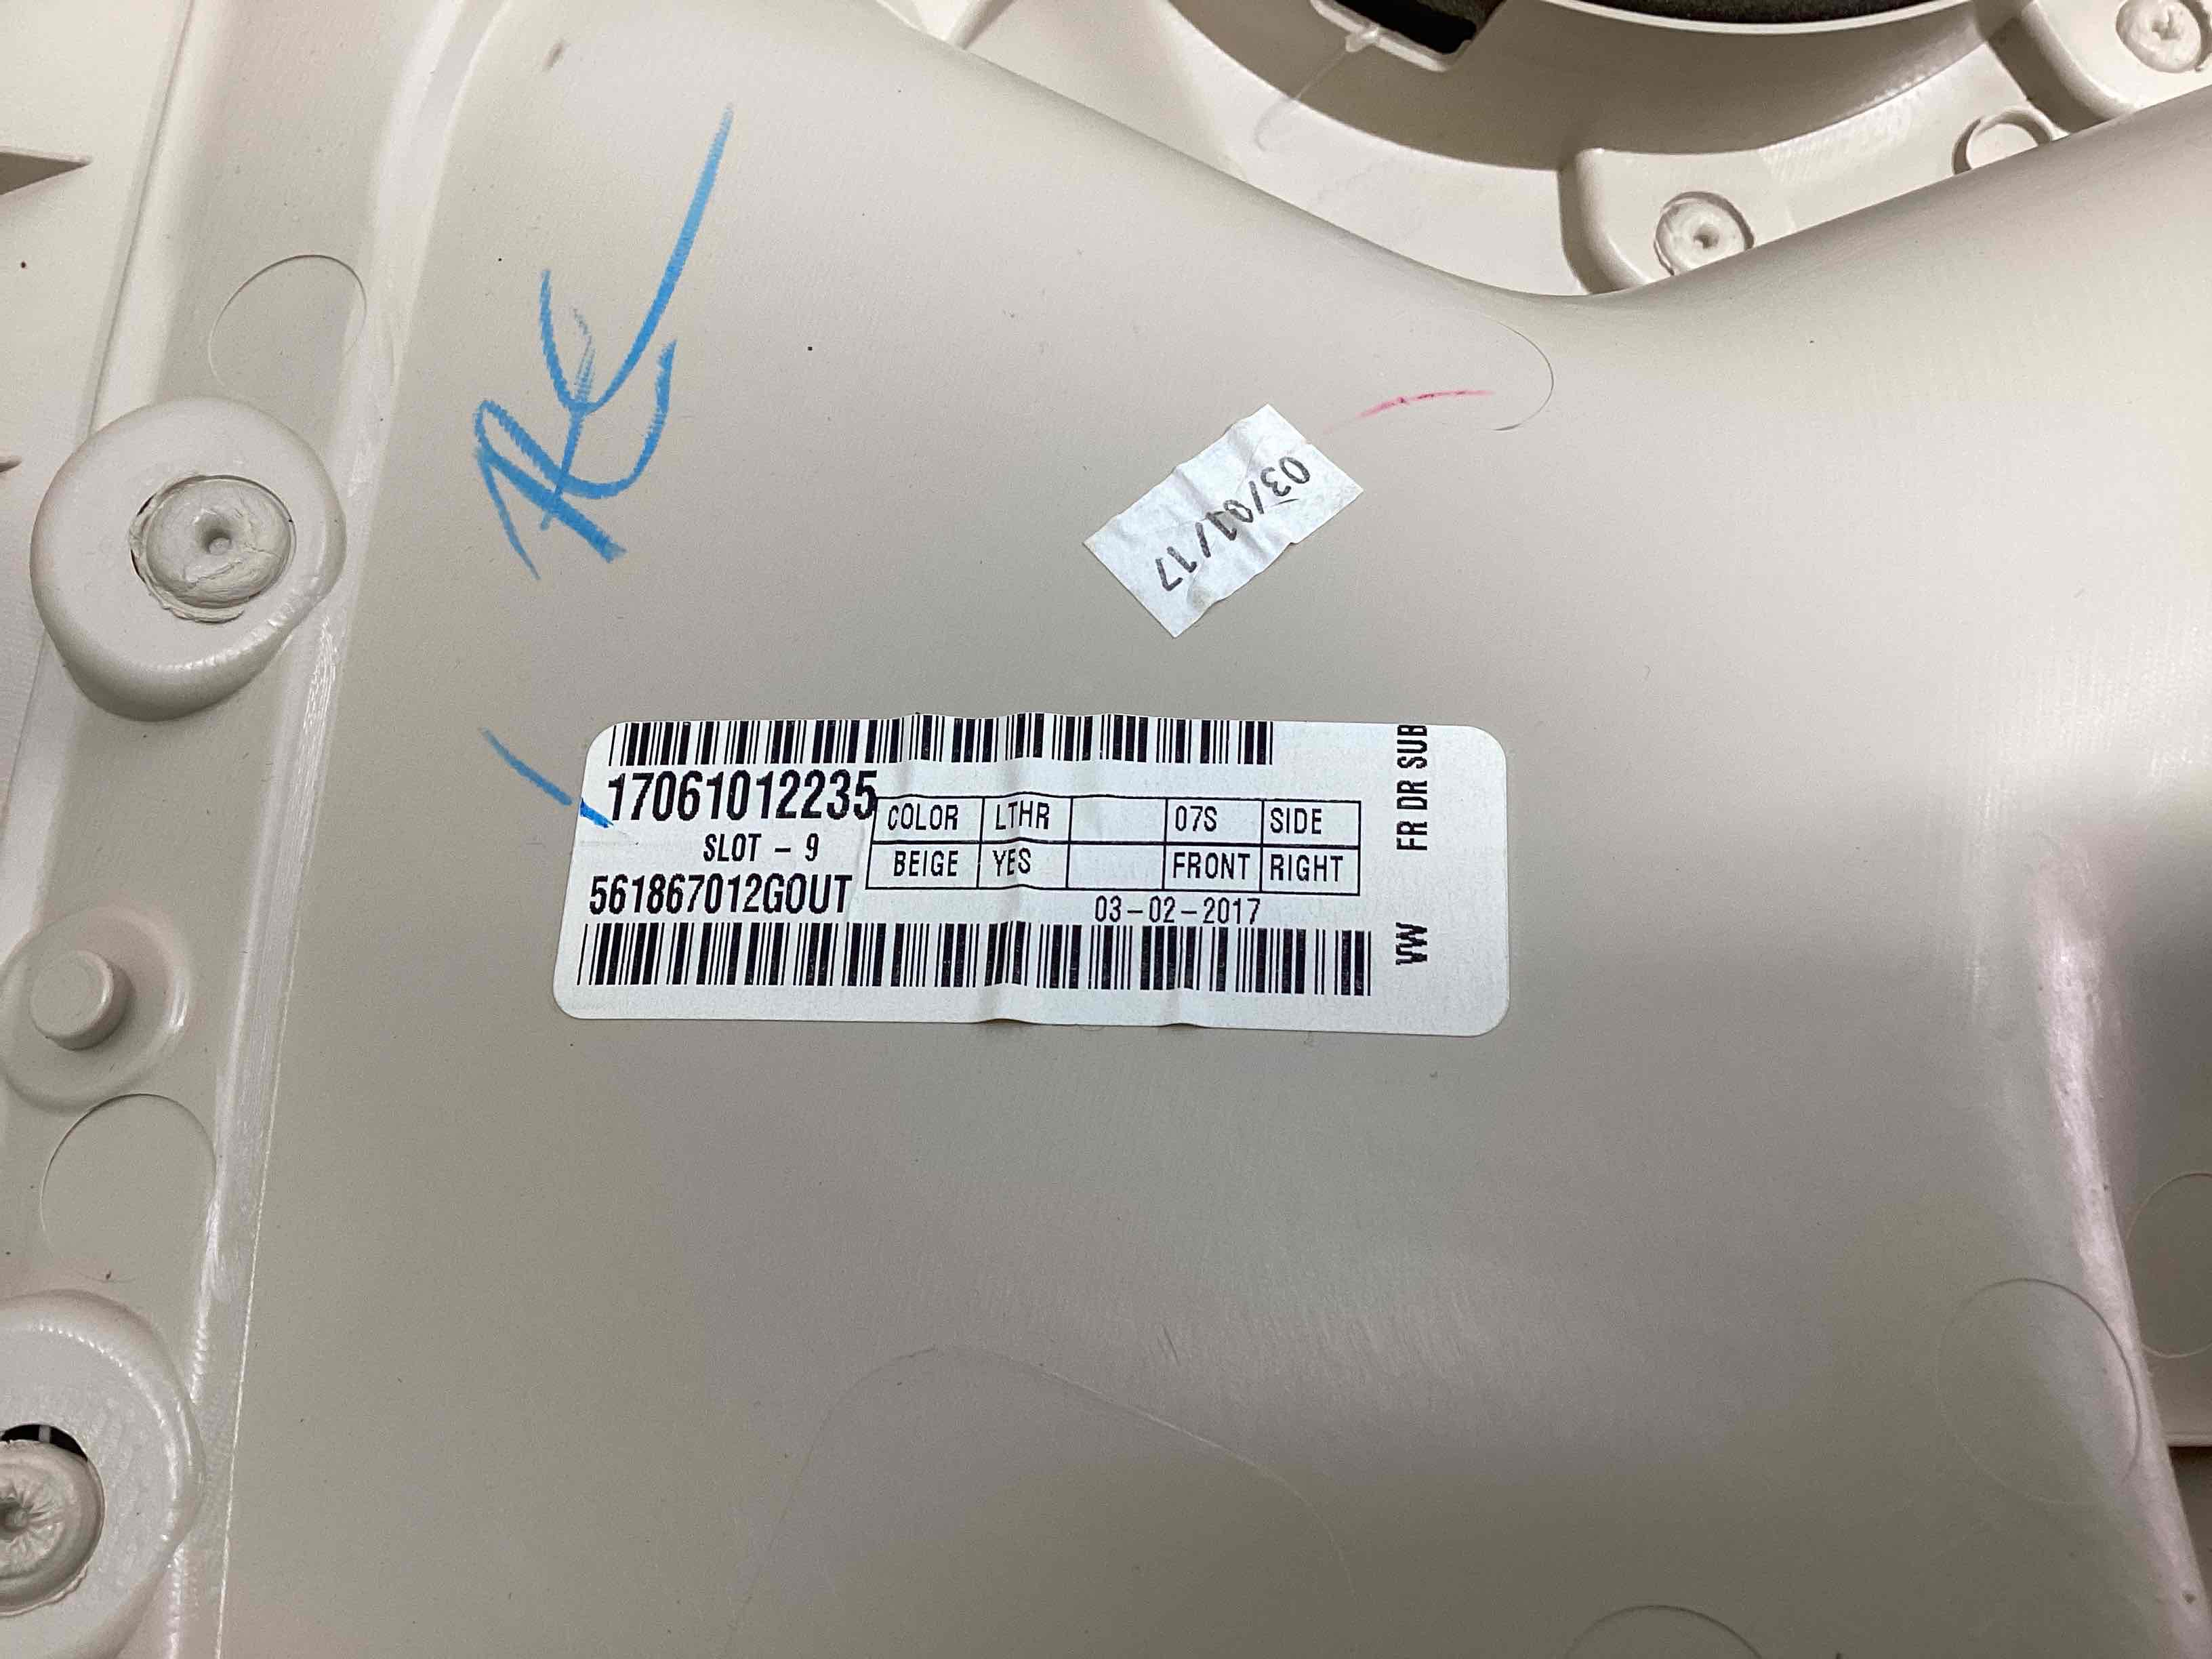 03/01/17
17061012235
SLOT - 9
561867012GOUT
COLOR LTHR 07S SIDE
BEIGE YES FRONT RIGHT
03-02-2017
VW FR DR SUB